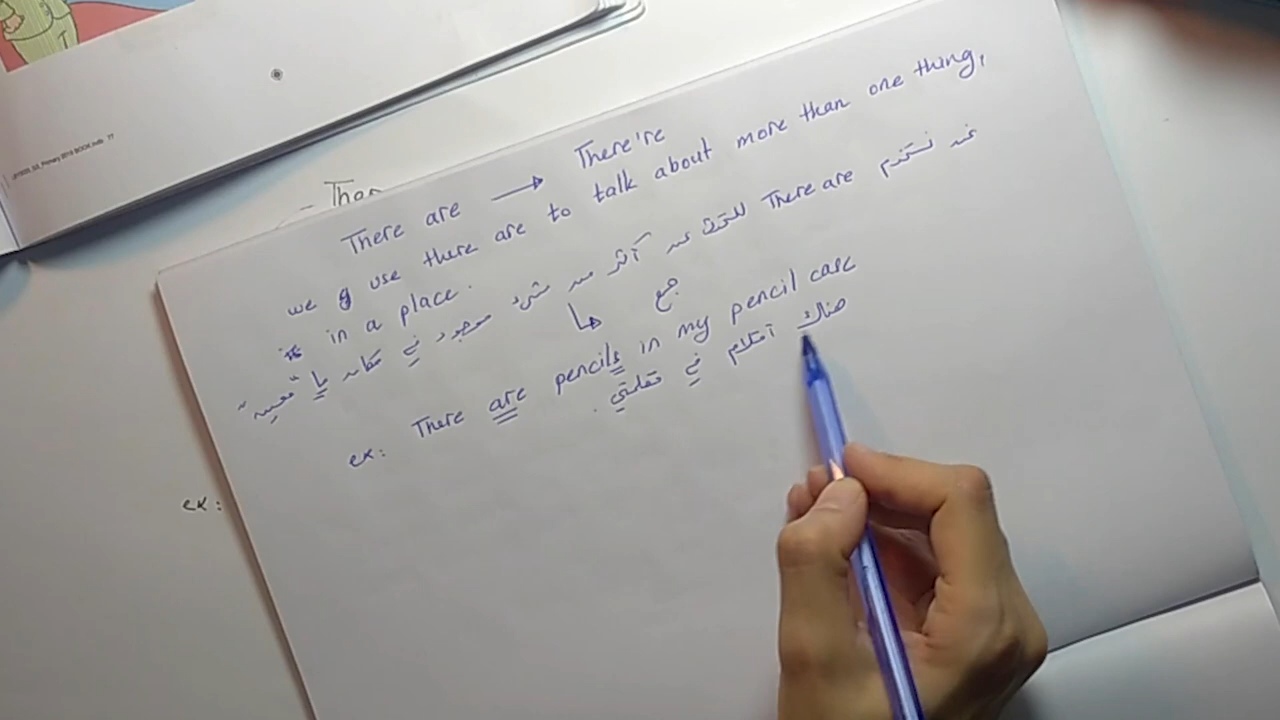 There are → There're
we use there are to talk about more than one thing,
in a place.
نحن نستخدم There are للتحدث عن أكثر من شيء موجود في مكان ما "معين"
جمع
ex: There are pencils in my pencil case
هناك أقلام في مقلمتي.
ex: